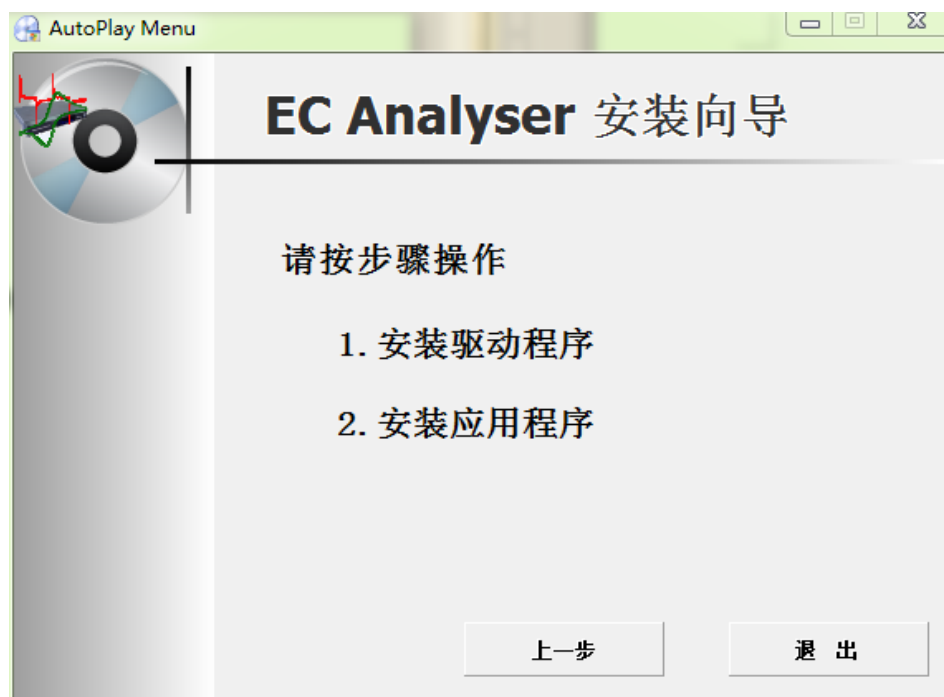 AutoPlay Menu
EC Analyser 安装向导
请按步骤操作
1. 安装驱动程序
2. 安装应用程序
上一步
退 出